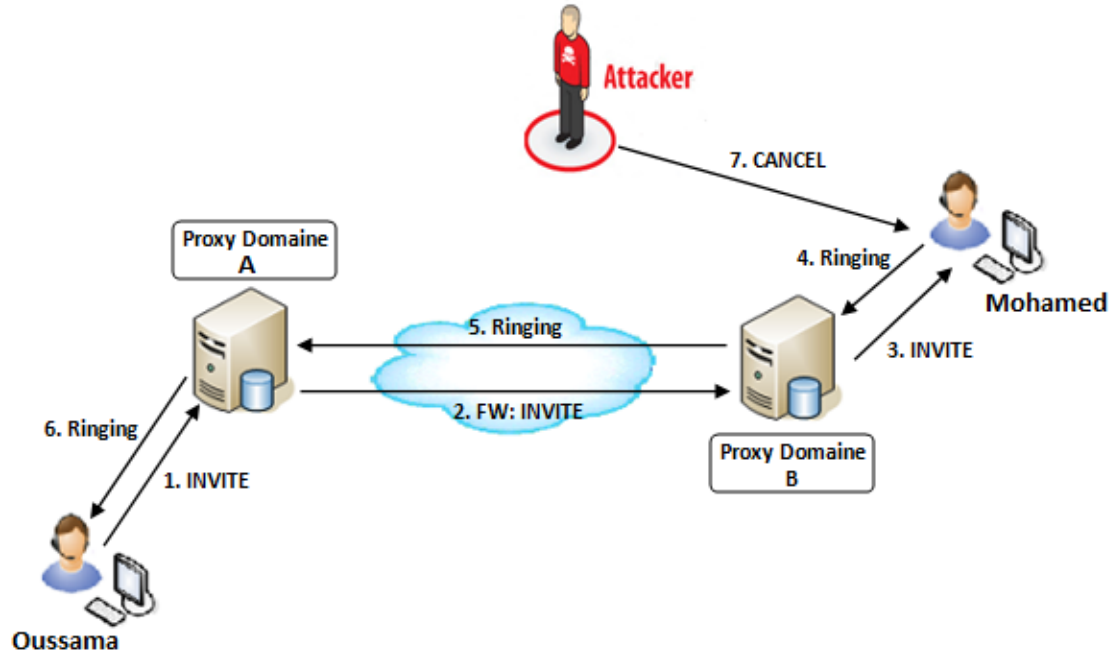 Attacker
7. CANCEL
Proxy Domaine
A
4. Ringing
Mohamed
5. Ringing
3. INVITE
2. FW: INVITE
6. Ringing
1. INVITE
Proxy Domaine
B
Oussama